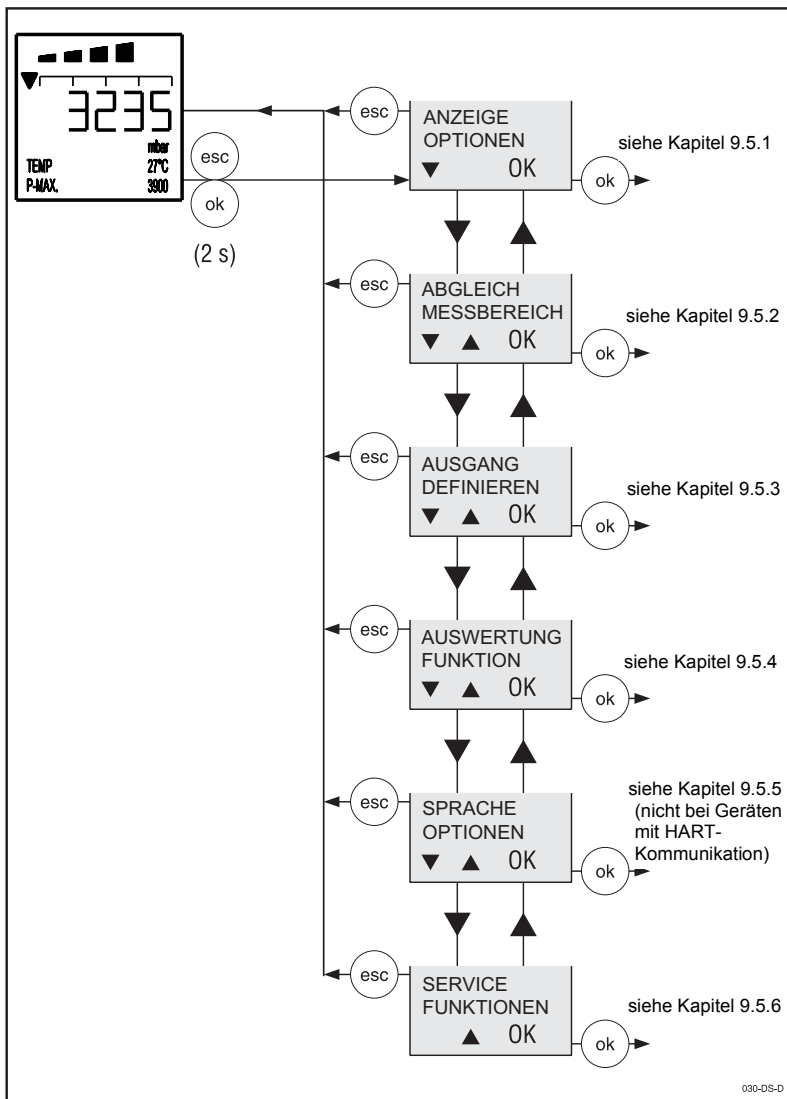 3235
mbar
TEMP 27°C
P-MAX. 3900
esc
ok
(2 s)
esc
ANZEIGE
OPTIONEN
▼ OK
ok
siehe Kapitel 9.5.1
esc
ABGLEICH
MESSBEREICH
▼ ▲ OK
ok
siehe Kapitel 9.5.2
esc
AUSGANG
DEFINIEREN
▼ ▲ OK
ok
siehe Kapitel 9.5.3
esc
AUSWERTUNG
FUNKTION
▼ ▲ OK
ok
siehe Kapitel 9.5.4
esc
SPRACHE
OPTIONEN
▼ ▲ OK
ok
siehe Kapitel 9.5.5
(nicht bei Geräten
mit HART-
Kommunikation)
esc
SERVICE
FUNKTIONEN
▲ OK
ok
siehe Kapitel 9.5.6
030-DS-D